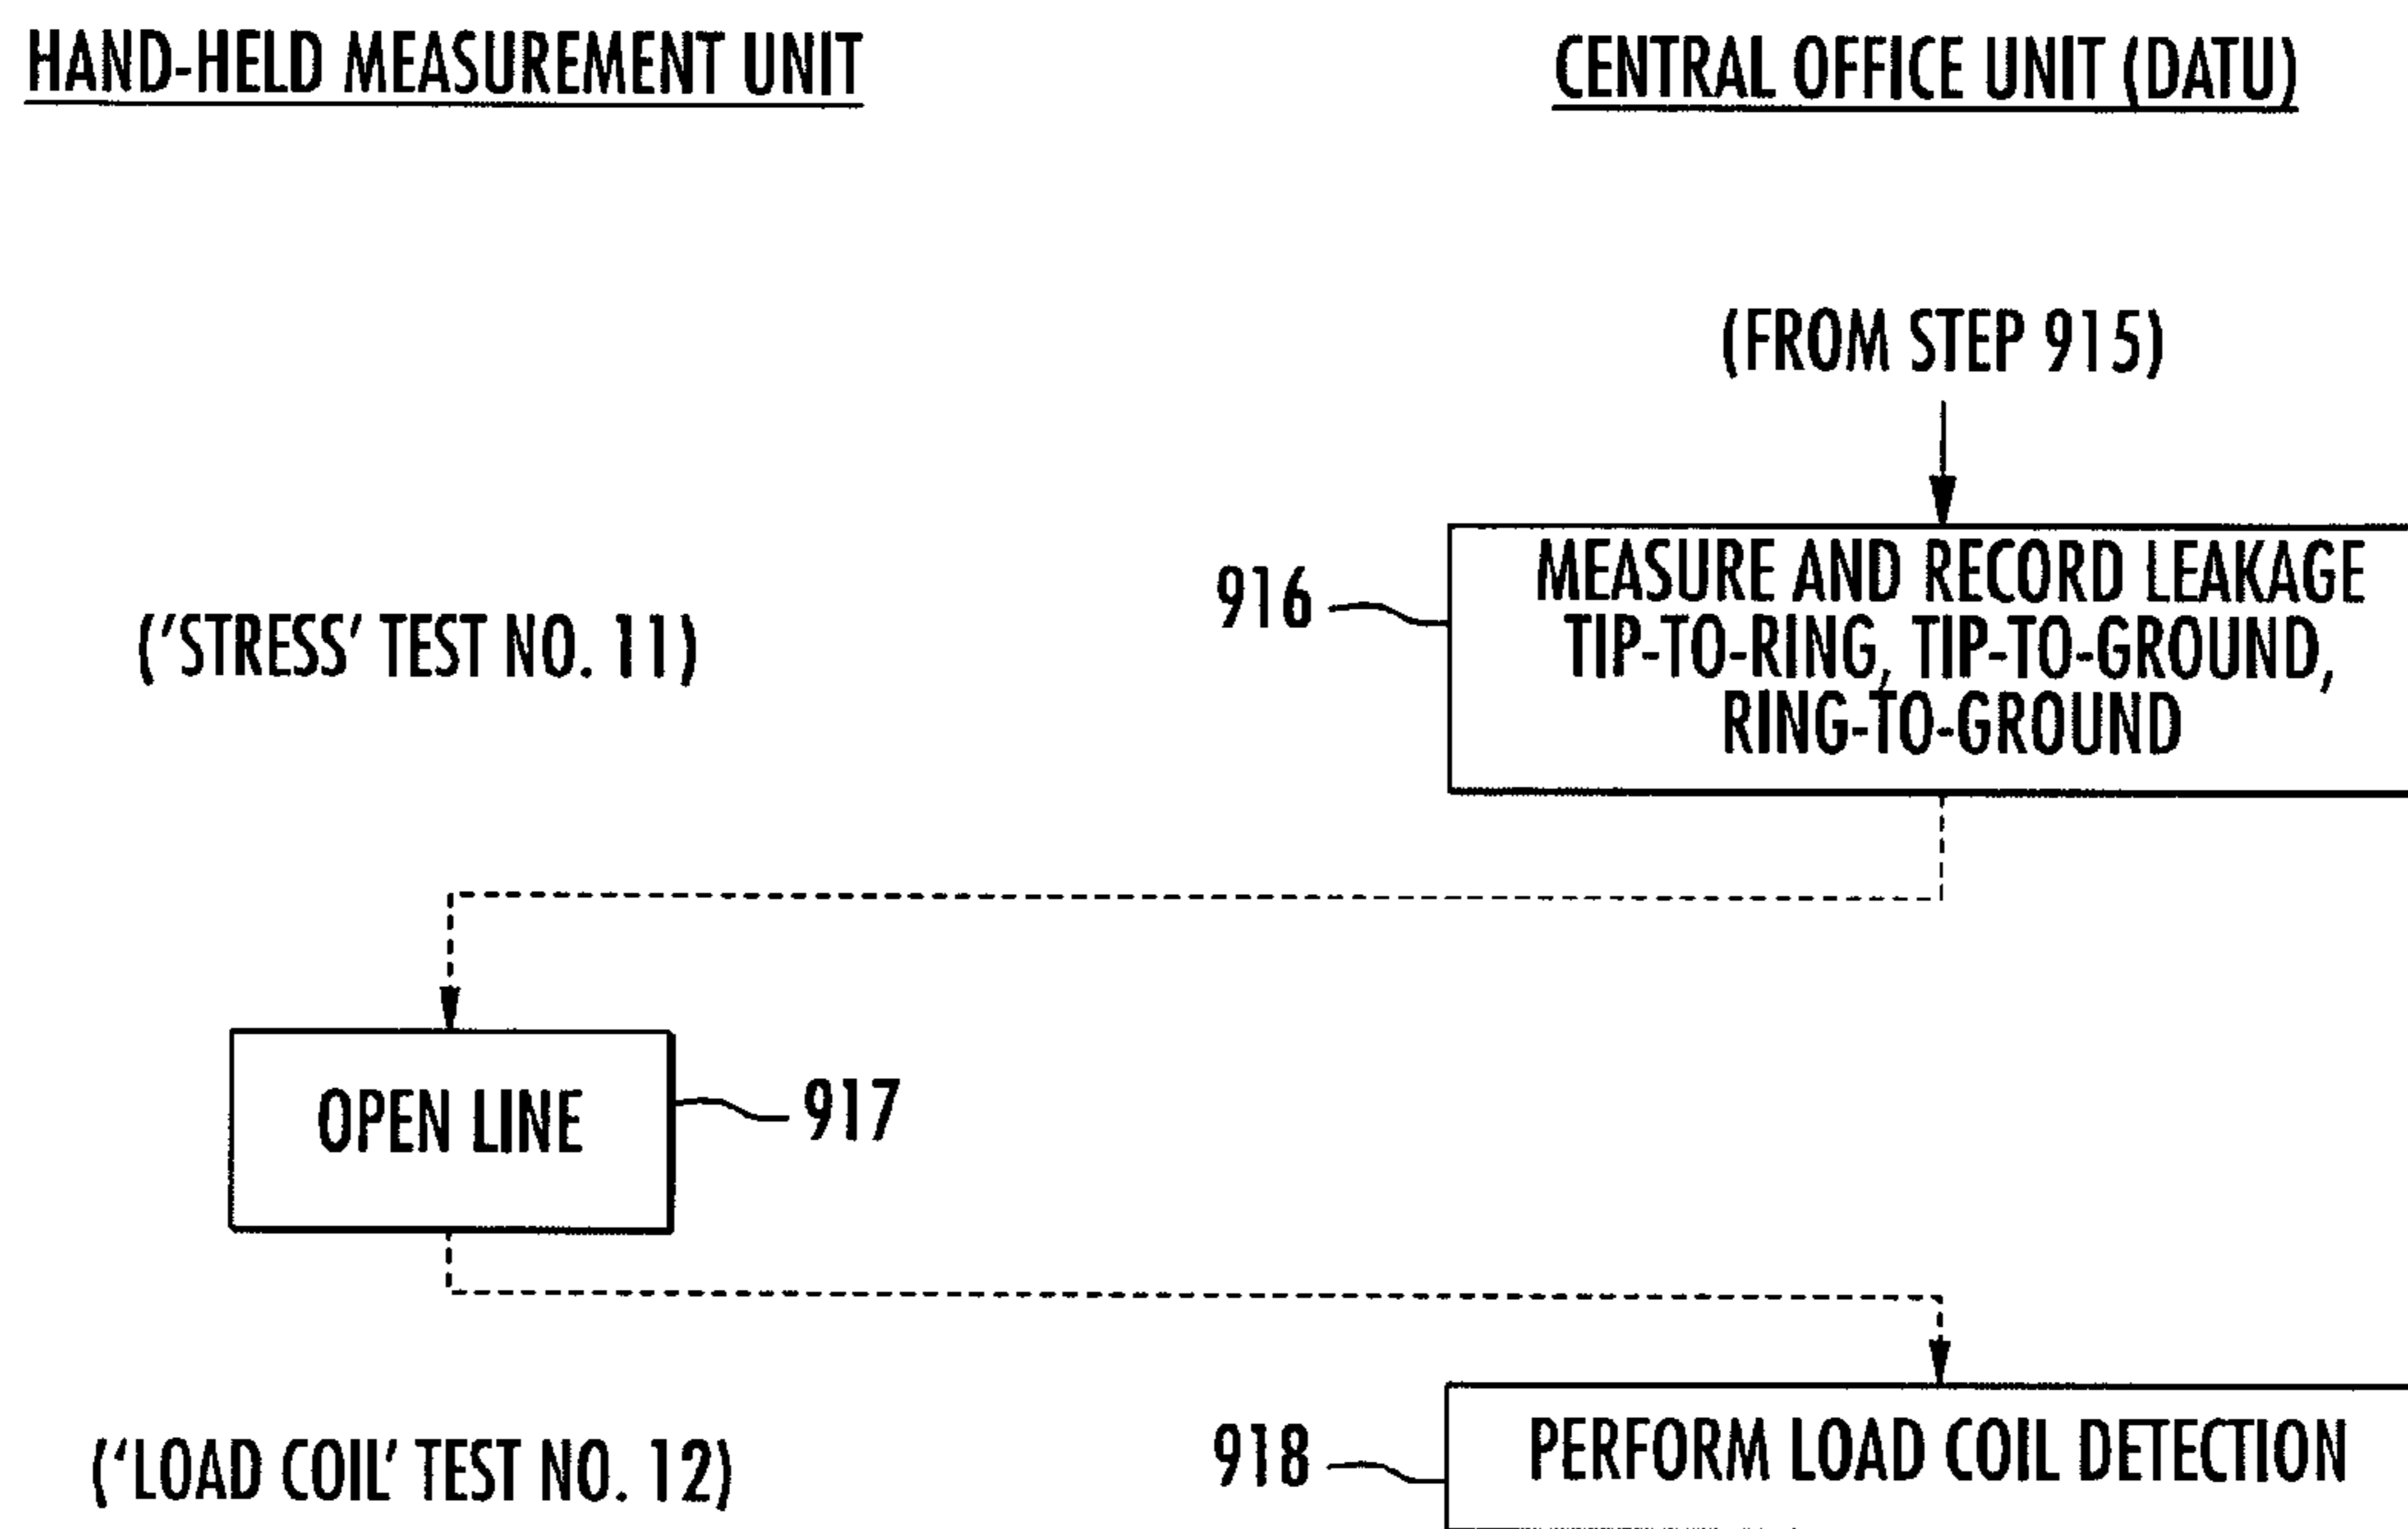 HAND-HELD MEASUREMENT UNIT
CENTRAL OFFICE UNIT (DATU)
(FROM STEP 915)
916
MEASURE AND RECORD LEAKAGE
TIP-TO-RING, TIP-TO-GROUND,
RING-TO-GROUND
('STRESS' TEST NO. 11)
OPEN LINE
917
('LOAD COIL' TEST NO. 12)
918
PERFORM LOAD COIL DETECTION